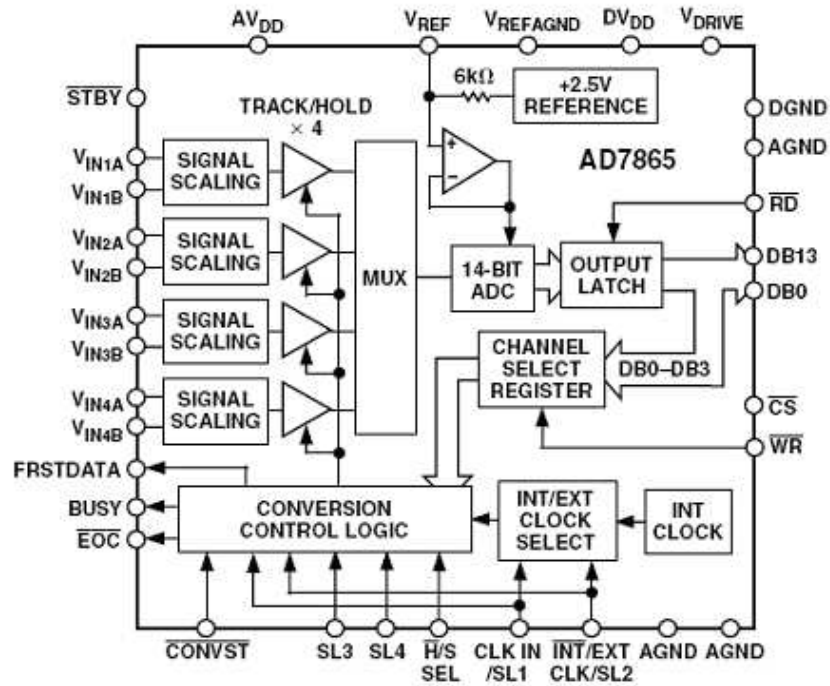 AVDD
VREF
VREFAGND
DVDD
VDRIVE
STBY
6kΩ
+2.5V
REFERENCE
TRACK/HOLD
× 4
DGND
AD7865
AGND
VIN1A
SIGNAL
SCALING
VIN1B
+
−
RD
VIN2A
SIGNAL
SCALING
VIN2B
MUX
14-BIT
ADC
OUTPUT
LATCH
DB13
DB0
VIN3A
SIGNAL
SCALING
VIN3B
CHANNEL
SELECT
REGISTER
DB0–DB3
VIN4A
SIGNAL
SCALING
VIN4B
CS
WR
FRSTDATA
BUSY
EOC
CONVERSION
CONTROL LOGIC
INT/EXT
CLOCK
SELECT
INT
CLOCK
CONVST
SL3
SL4
H/S
SEL
CLK IN
/SL1
INT/EXT
CLK/SL2
AGND
AGND